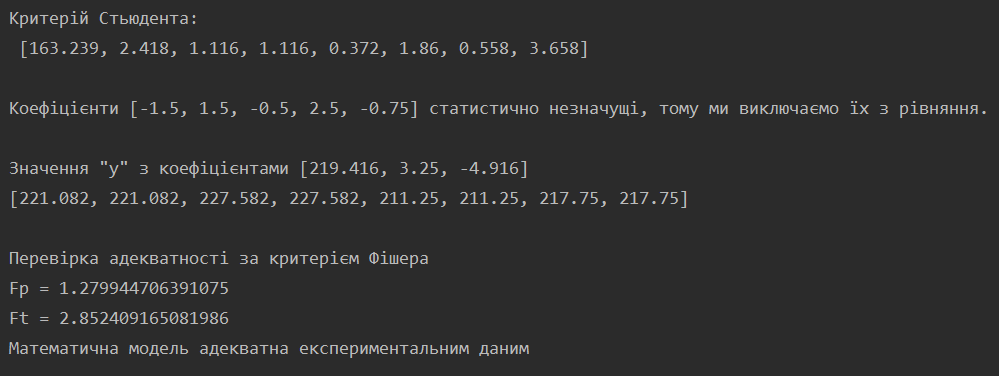 Критерій Стьюдента:
[163.239, 2.418, 1.116, 1.116, 0.372, 1.86, 0.558, 3.658]
Коефіцієнти [-1.5, 1.5, -0.5, 2.5, -0.75] статистично незначущі, тому ми виключаємо їх з рівняння.
Значення "y" з коефіцієнтами [219.416, 3.25, -4.916]
[221.082, 221.082, 227.582, 227.582, 211.25, 211.25, 217.75, 217.75]
Перевірка адекватності за критерієм Фішера
Fp = 1.279944706391075
Ft = 2.852409165081986
Математична модель адекватна експериментальним даним